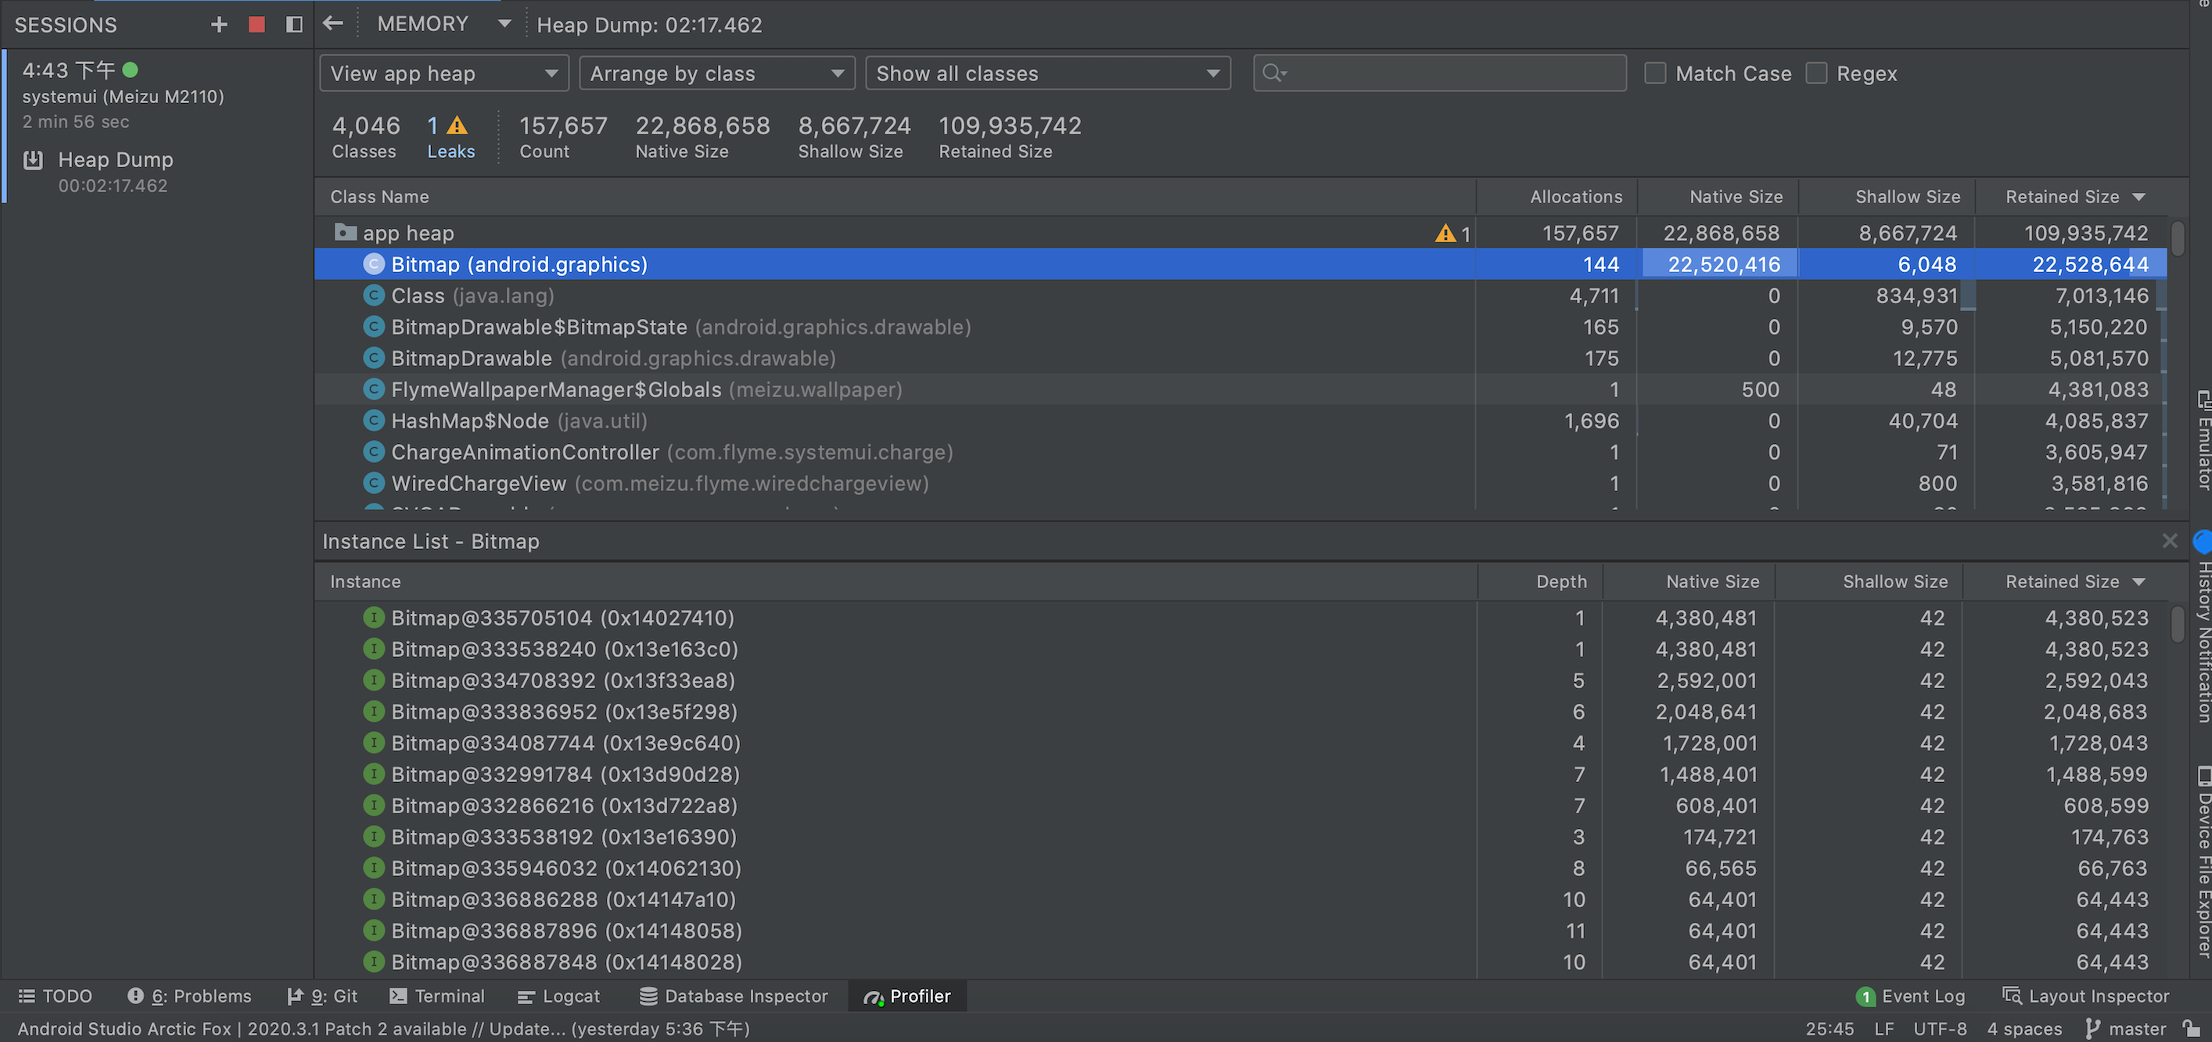 SESSIONS
MEMORY
Heap Dump: 02:17.462
4:43 下午
systemui (Meizu M2110)
2 min 56 sec
Heap Dump
00:02:17.462
View app heap
Arrange by class
Show all classes
Match Case
Regex
4,046 1 157,657 22,868,658 8,667,724 109,935,742
Classes Leaks Count Native Size Shallow Size Retained Size
Class Name Allocations Native Size Shallow Size Retained Size
app heap 1 157,657 22,868,658 8,667,724 109,935,742
C Bitmap (android.graphics) 144 22,520,416 6,048 22,528,644
C Class (java.lang) 4,711 0 834,931 7,013,146
C BitmapDrawable$BitmapState (android.graphics.drawable) 165 0 9,570 5,150,220
C BitmapDrawable (android.graphics.drawable) 175 0 12,775 5,081,570
C FlymeWallpaperManager$Globals (meizu.wallpaper) 1 500 48 4,381,083
C HashMap$Node (java.util) 1,696 0 40,704 4,085,837
C ChargeAnimationController (com.flyme.systemui.charge) 1 0 71 3,605,947
C WiredChargeView (com.meizu.flyme.wiredchargeview) 1 0 800 3,581,816
Instance List - Bitmap
Instance Depth Native Size Shallow Size Retained Size
I Bitmap@335705104 (0x14027410) 1 4,380,481 42 4,380,523
I Bitmap@333538240 (0x13e163c0) 1 4,380,481 42 4,380,523
I Bitmap@334708392 (0x13f33ea8) 5 2,592,001 42 2,592,043
I Bitmap@333836952 (0x13e5f298) 6 2,048,641 42 2,048,683
I Bitmap@334087744 (0x13e9c640) 4 1,728,001 42 1,728,043
I Bitmap@332991784 (0x13d90d28) 7 1,488,401 42 1,488,599
I Bitmap@332866216 (0x13d722a8) 7 608,401 42 608,599
I Bitmap@333538192 (0x13e16390) 3 174,721 42 174,763
I Bitmap@335946032 (0x14062130) 8 66,565 42 66,763
I Bitmap@336886288 (0x14147a10) 10 64,401 42 64,443
I Bitmap@336887896 (0x14148058) 11 64,401 42 64,443
I Bitmap@336887848 (0x14148028) 10 64,401 42 64,443
Emulator
History Notification
Device File Explorer
TODO 6: Problems 9: Git Terminal Logcat Database Inspector Profiler 1 Event Log Layout Inspector
Android Studio Arctic Fox | 2020.3.1 Patch 2 available // Update... (yesterday 5:36 下午) 25:45 LF UTF-8 4 spaces master